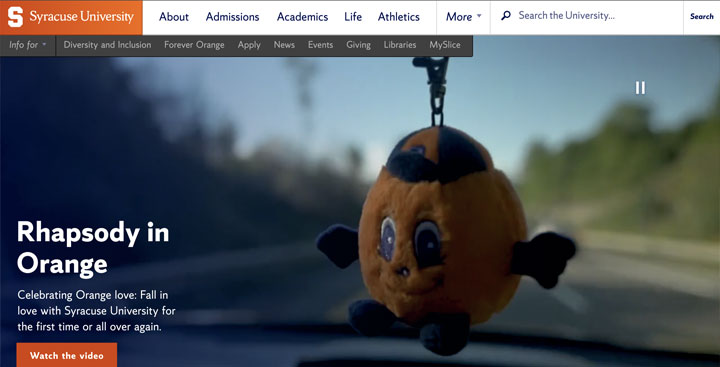 S Syracuse University
About Admissions Academics Life Athletics More Search the University... Search
Info for Diversity and Inclusion Forever Orange Apply News Events Giving Libraries MySlice
Rhapsody in
Orange
Celebrating Orange love: Fall in
love with Syracuse University for
the first time or all over again.
Watch the video